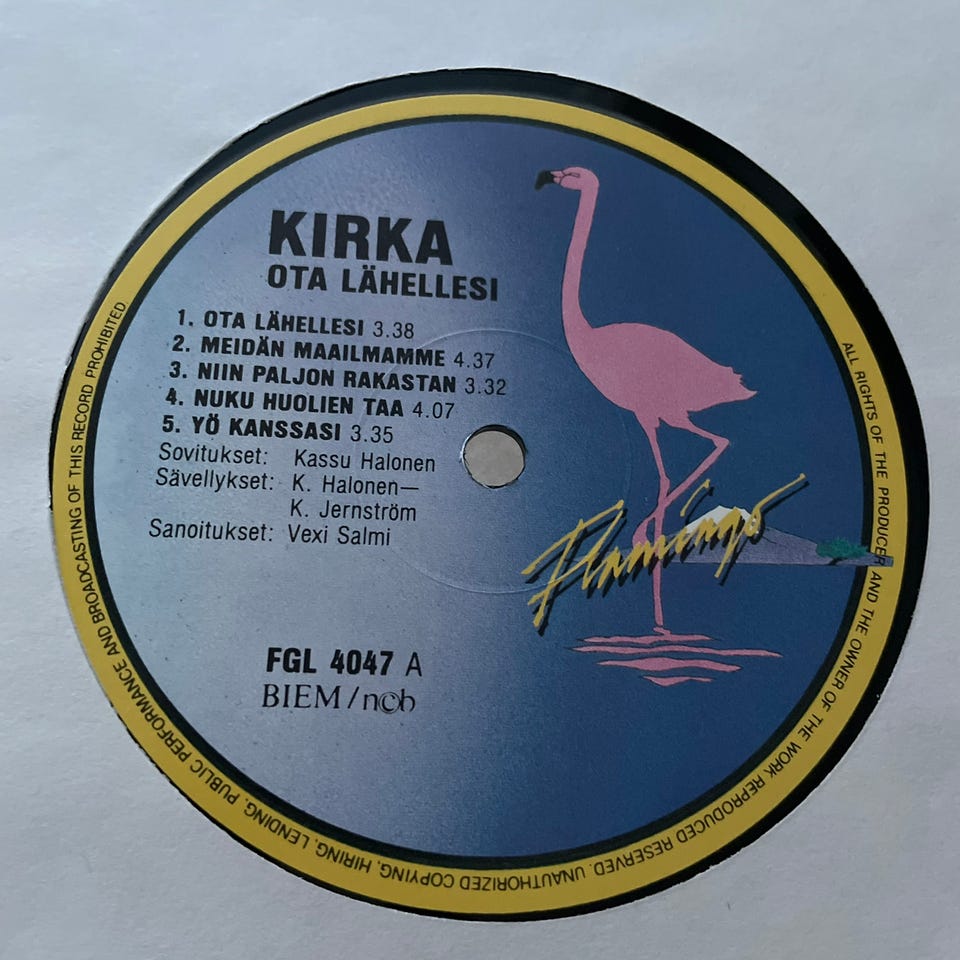 KIRKA
OTA LÄHELLESI
1. OTA LÄHELLESI 3.38
2. MEIDÄN MAAILMAMME 4.37
3. NIIN PALJON RAKASTAN 3.32
4. NUKU HUOLIEN TAA 4.07
5. YÖ KANSSASI 3.35
Sovitukset: Kassu Halonen
Sävellykset: K. Halonen—
K. Jernström
Sanoitukset: Vexi Salmi
Flamingo
FGL 4047 A
BIEM/n©b
ALL RIGHTS OF THE PRODUCER AND THE OWNER OF THE WORK REPRODUCED RESERVED. UNAUTHORIZED COPYING, HIRING, LENDING, PUBLIC PERFORMANCE AND BROADCASTING OF THIS RECORD PROHIBITED.